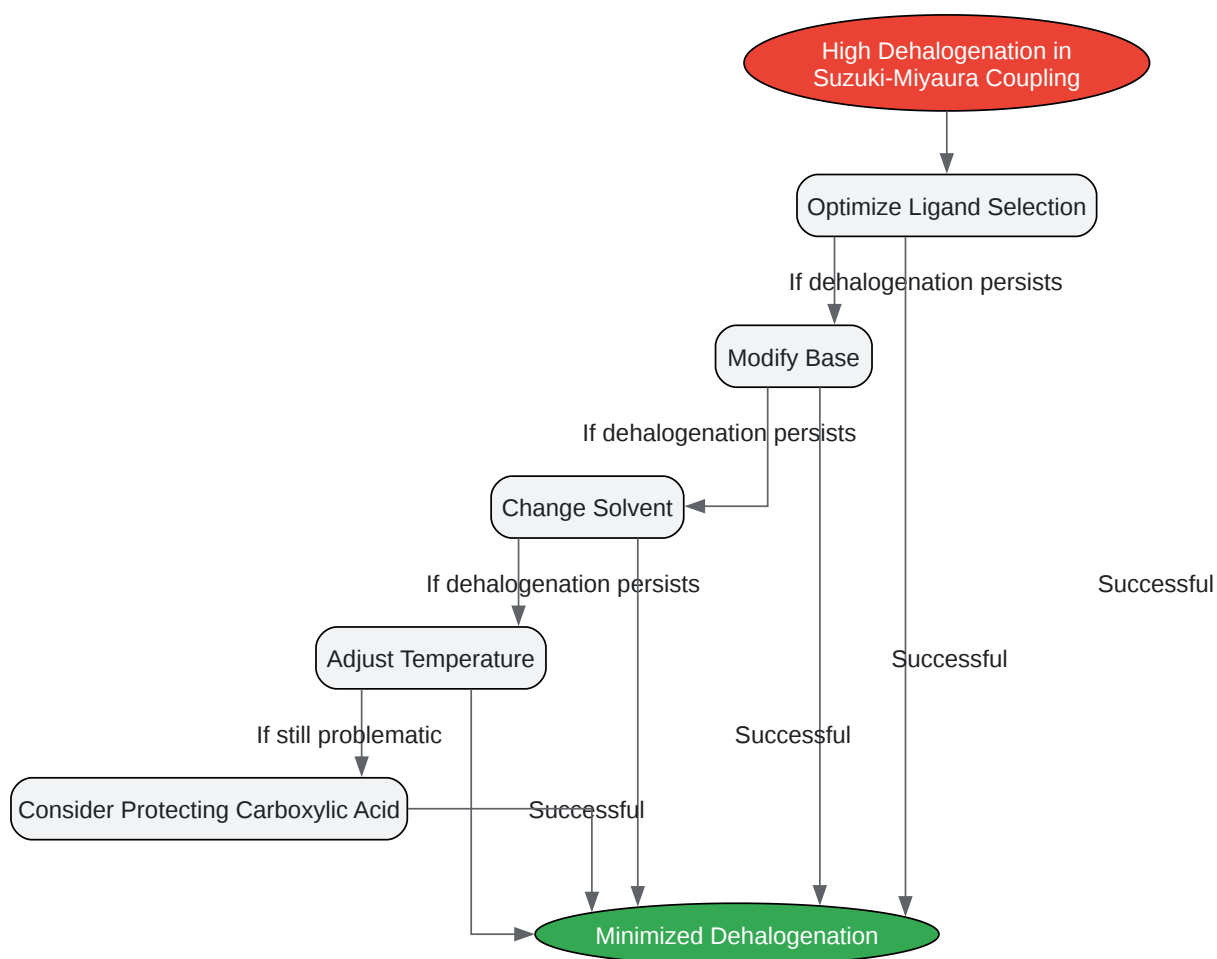 High Dehalogenation in
Suzuki-Miyaura Coupling
Optimize Ligand Selection
If dehalogenation persists
Modify Base
If dehalogenation persists
Change Solvent
If dehalogenation persists
Successful
Adjust Temperature
Successful
If still problematic
Successful
Consider Protecting Carboxylic Acid
Successful
Minimized Dehalogenation